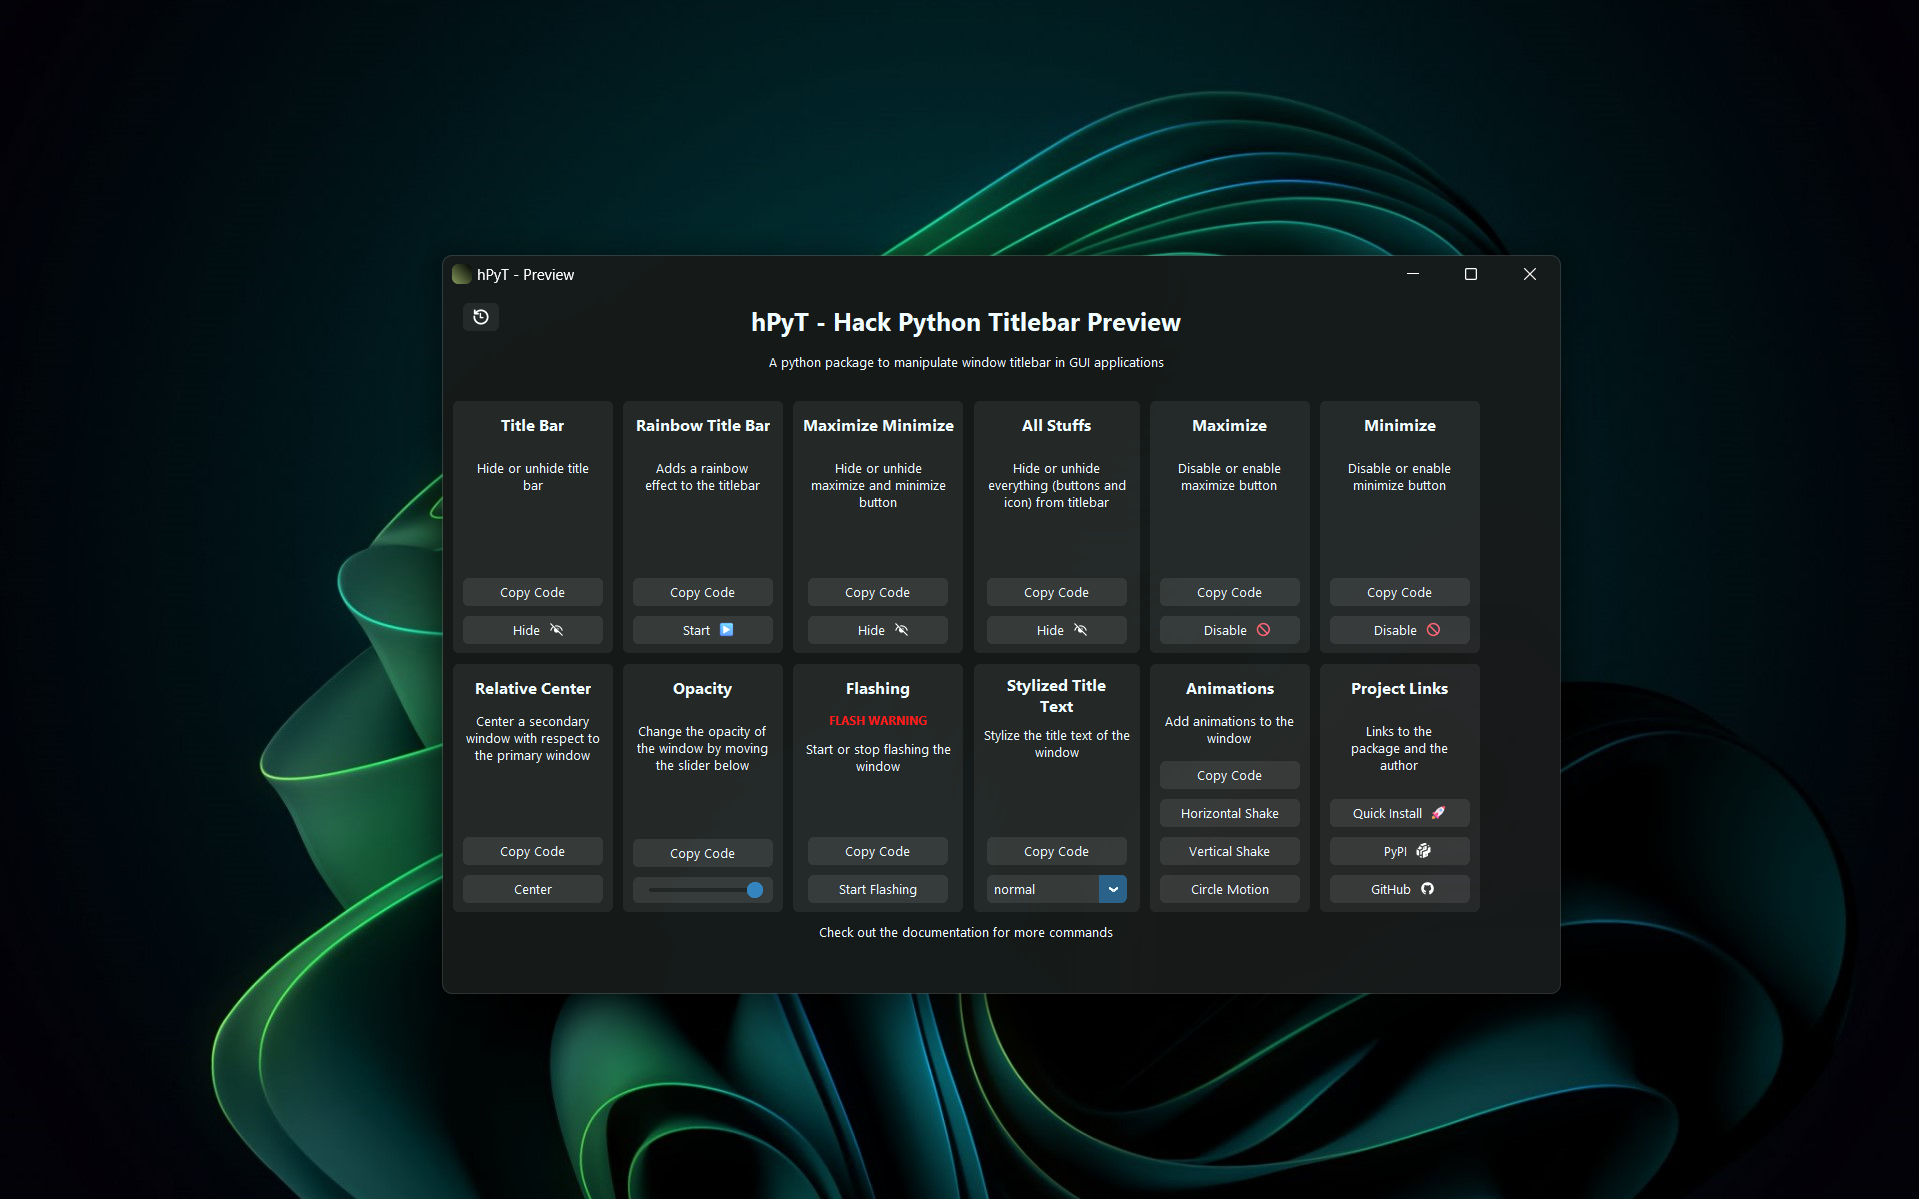 hPyT - Preview
hPyT - Hack Python Titlebar Preview
A python package to manipulate window titlebar in GUI applications
Title Bar
Hide or unhide title
bar
Copy Code
Hide
Rainbow Title Bar
Adds a rainbow
effect to the titlebar
Copy Code
Start
Maximize Minimize
Hide or unhide
maximize and minimize
button
Copy Code
Hide
All Stuffs
Hide or unhide
everything (buttons and
icon) from titlebar
Copy Code
Hide
Maximize
Disable or enable
maximize button
Copy Code
Disable
Minimize
Disable or enable
minimize button
Copy Code
Disable
Relative Center
Center a secondary
window with respect to
the primary window
Copy Code
Center
Opacity
Change the opacity of
the window by moving
the slider below
Copy Code
Flashing
FLASH WARNING
Start or stop flashing the
window
Copy Code
Start Flashing
Stylized Title
Text
Stylize the title text of the
window
Copy Code
normal
Animations
Add animations to the
window
Copy Code
Horizontal Shake
Vertical Shake
Circle Motion
Project Links
Links to the
package and the
author
Quick Install
PyPI
GitHub
Check out the documentation for more commands